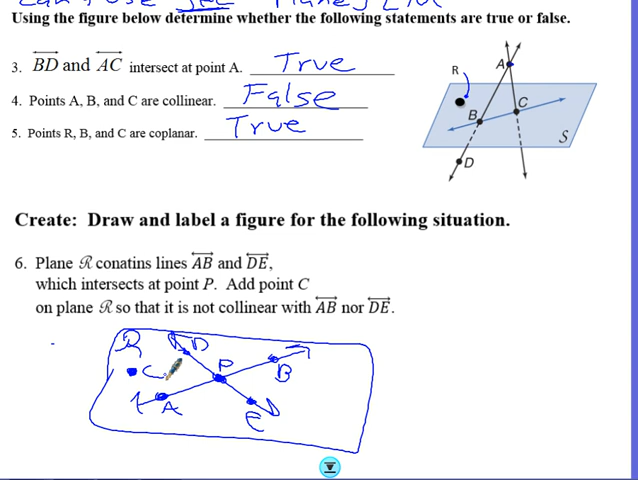 Using the figure below determine whether the following statements are true or false.
3. BD and AC intersect at point A. True
4. Points A, B, and C are collinear. False
5. Points R, B, and C are coplanar. True
R
A
B
C
S
D
Create: Draw and label a figure for the following situation.
6. Plane ℛ conatins lines AB and DE,
which intersects at point P. Add point C
on plane ℛ so that it is not collinear with AB nor DE.
R
D
P
C
B
A
E